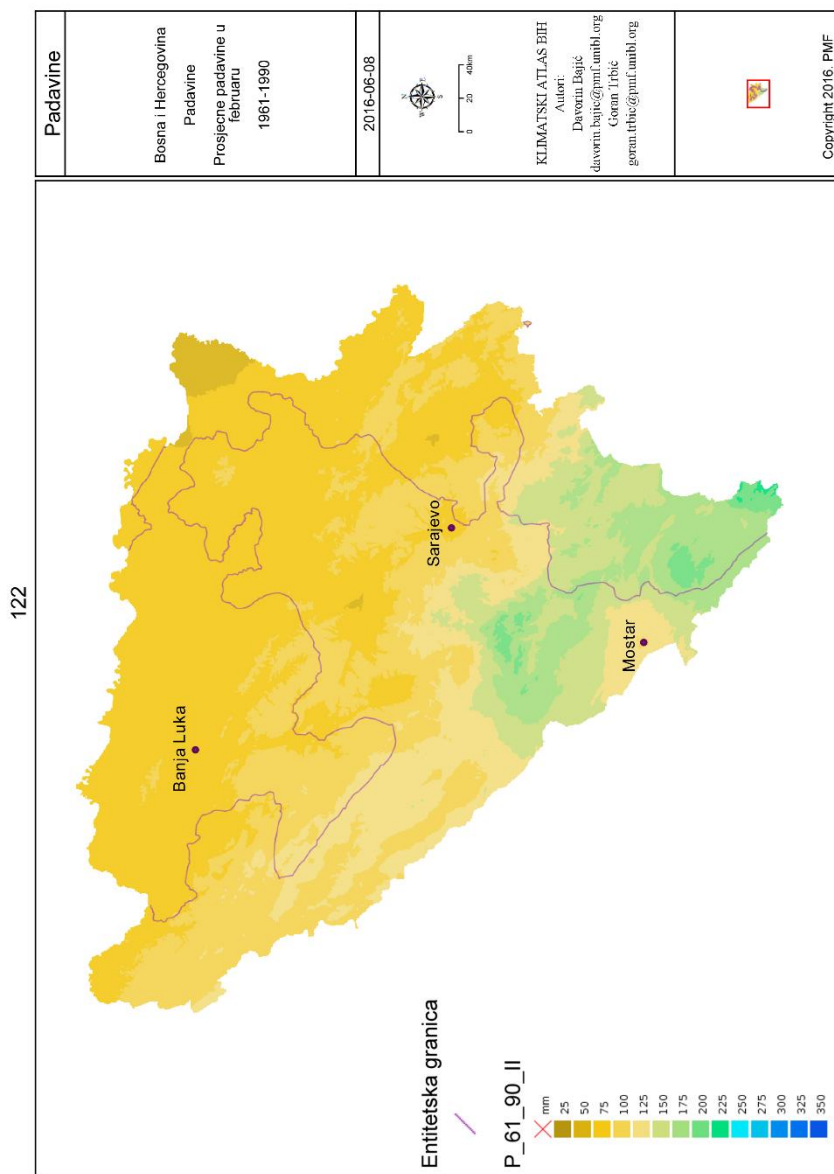 122
Padavine
Bosna i Hercegovina
Padavine
Prosjecne padavine u
februaru
1961-1990
2016-06-08
N
W
E
S
0 20 40km
KLIMATSKI ATLAS BIH
Autori:
Davorin Bajić
davorin.bajic@pmf.unibl.org
Goran Trbić
goran.trbic@pmf.unibl.org
Copyright 2016. PMF
Banja Luka
Sarajevo
Mostar
Entitetska granica
P_61_90_II
mm
25
50
75
100
125
150
175
200
225
250
275
300
325
350